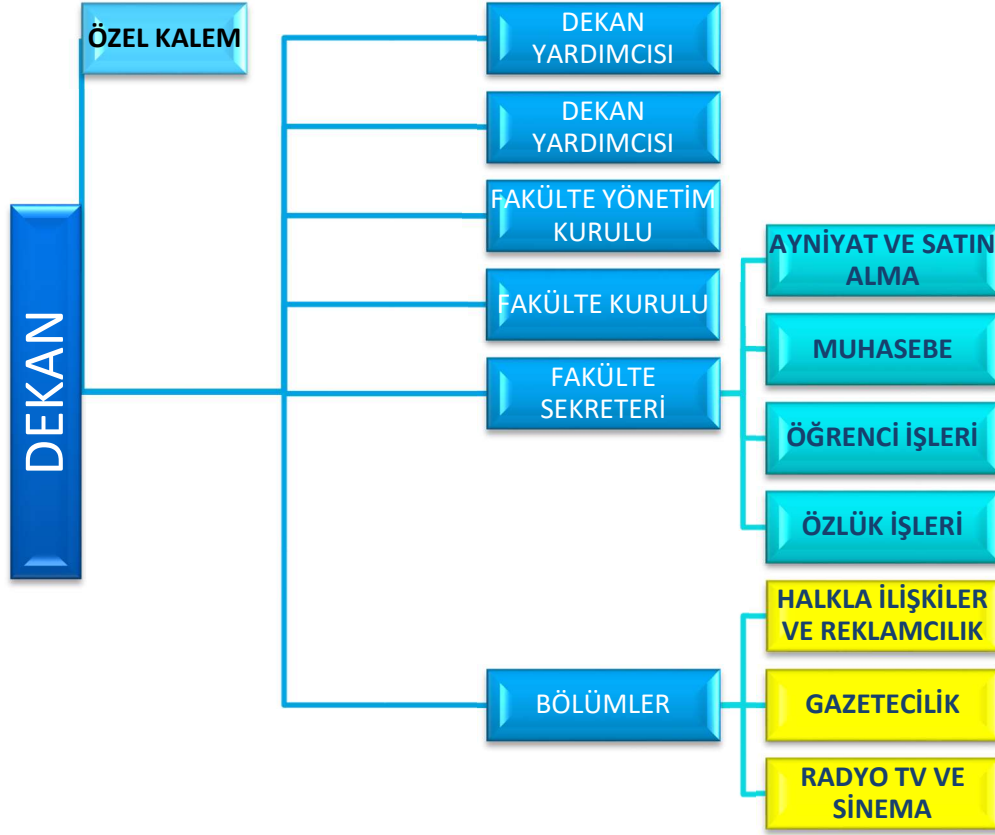 ÖZEL KALEM
DEKAN
DEKAN
YARDIMCISI
DEKAN
YARDIMCISI
FAKÜLTE YÖNETİM
KURULU
FAKÜLTE KURULU
FAKÜLTE
SEKRETERİ
AYNİYAT VE SATIN
ALMA
MUHASEBE
ÖĞRENCİ İŞLERİ
ÖZLÜK İŞLERİ
BÖLÜMLER
HALKLA İLİŞKİLER
VE REKLAMCILIK
GAZETECİLİK
RADYO TV VE
SİNEMA